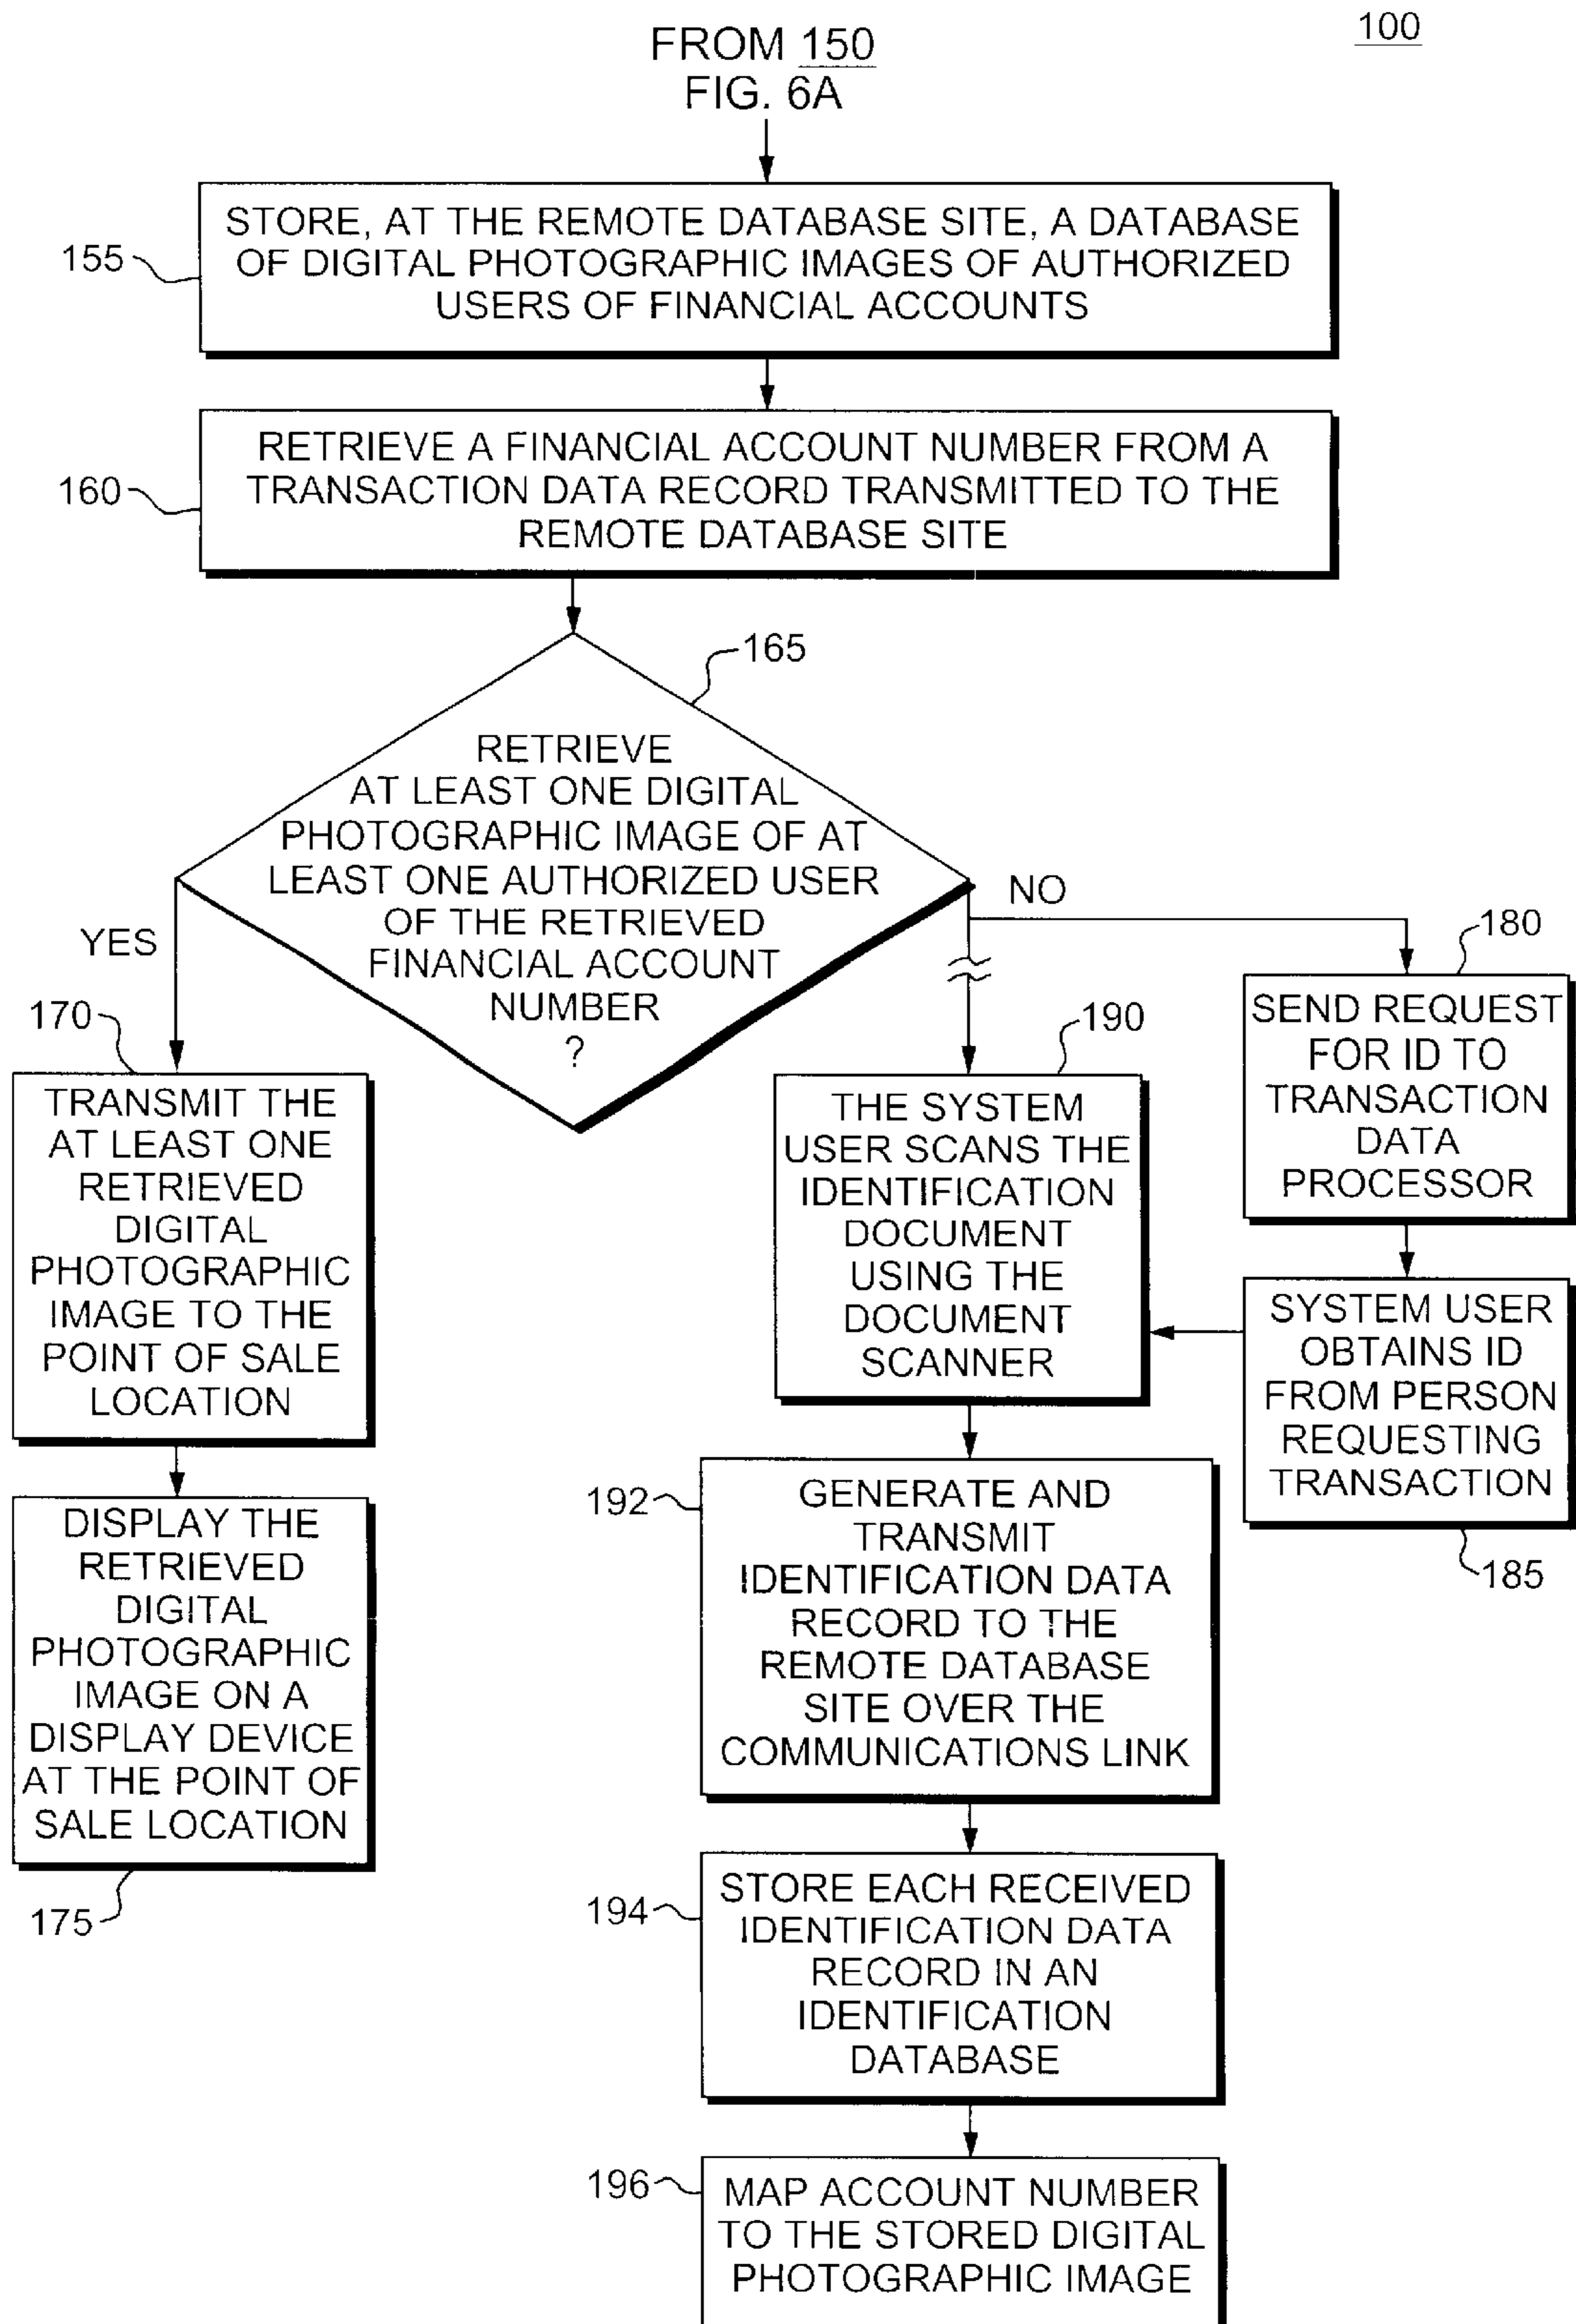 100
FROM 150
FIG. 6A
155
STORE, AT THE REMOTE DATABASE SITE, A DATABASE
OF DIGITAL PHOTOGRAPHIC IMAGES OF AUTHORIZED
USERS OF FINANCIAL ACCOUNTS
160
RETRIEVE A FINANCIAL ACCOUNT NUMBER FROM A
TRANSACTION DATA RECORD TRANSMITTED TO THE
REMOTE DATABASE SITE
165
RETRIEVE
AT LEAST ONE DIGITAL
PHOTOGRAPHIC IMAGE OF AT
LEAST ONE AUTHORIZED USER
OF THE RETRIEVED
FINANCIAL ACCOUNT
NUMBER
?
YES
NO
170
TRANSMIT THE
AT LEAST ONE
RETRIEVED
DIGITAL
PHOTOGRAPHIC
IMAGE TO THE
POINT OF SALE
LOCATION
DISPLAY THE
RETRIEVED
DIGITAL
PHOTOGRAPHIC
IMAGE ON A
DISPLAY DEVICE
AT THE POINT OF
SALE LOCATION
175
180
SEND REQUEST
FOR ID TO
TRANSACTION
DATA
PROCESSOR
SYSTEM USER
OBTAINS ID
FROM PERSON
REQUESTING
TRANSACTION
185
190
THE SYSTEM
USER SCANS THE
IDENTIFICATION
DOCUMENT
USING THE
DOCUMENT
SCANNER
192
GENERATE AND
TRANSMIT
IDENTIFICATION DATA
RECORD TO THE
REMOTE DATABASE
SITE OVER THE
COMMUNICATIONS LINK
194
STORE EACH RECEIVED
IDENTIFICATION DATA
RECORD IN AN
IDENTIFICATION
DATABASE
196
MAP ACCOUNT NUMBER
TO THE STORED DIGITAL
PHOTOGRAPHIC IMAGE